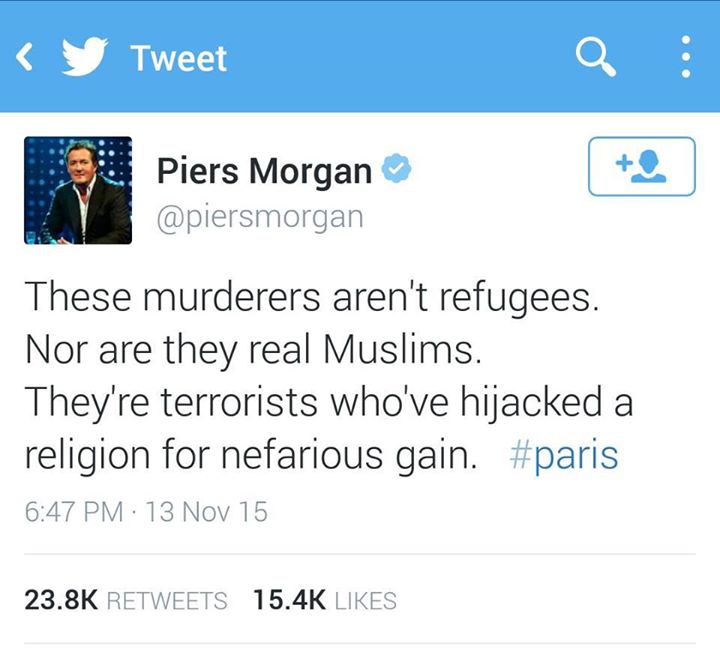 Tweet
Piers Morgan
@piersmorgan
These murderers aren't refugees.
Nor are they real Muslims.
They're terrorists who've hijacked a
religion for nefarious gain. #paris
6:47 PM · 13 Nov 15
23.8K RETWEETS 15.4K LIKES